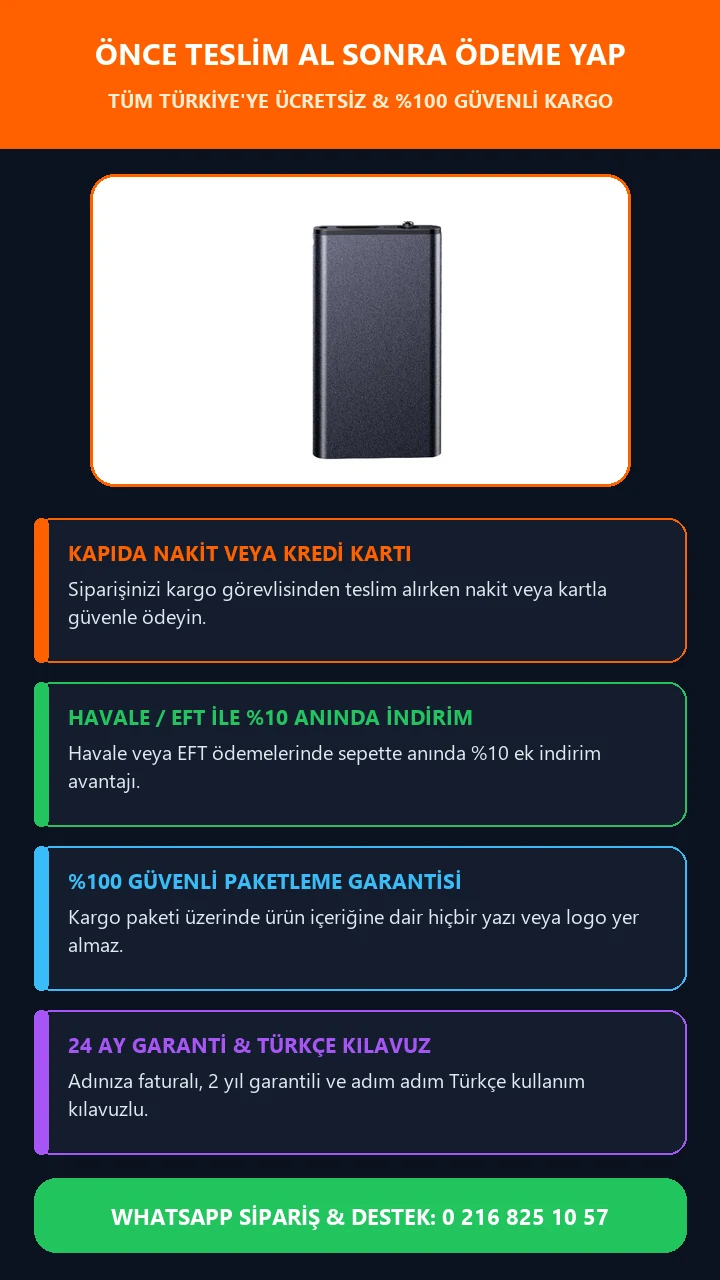 ÖNCE TESLİM AL SONRA ÖDEME YAP
TÜM TÜRKİYE'YE ÜCRETSİZ & %100 GÜVENLİ KARGO
KAPIDA NAKİT VEYA KREDİ KARTI
Siparişinizi kargo görevlisinden teslim alırken nakit veya kartla
güvenle ödeyin.
HAVALE / EFT İLE %10 ANINDA İNDİRİM
Havale veya EFT ödemelerinde sepette anında %10 ek indirim
avantajı.
%100 GÜVENLİ PAKETLEME GARANTİSİ
Kargo paketi üzerinde ürün içeriğine dair hiçbir yazı veya logo yer
almaz.
24 AY GARANTİ & TÜRKÇE KILAVUZ
Adınıza faturalı, 2 yıl garantili ve adım adım Türkçe kullanım
kılavuzlu.
WHATSAPP SİPARİŞ & DESTEK: 0 216 825 10 57